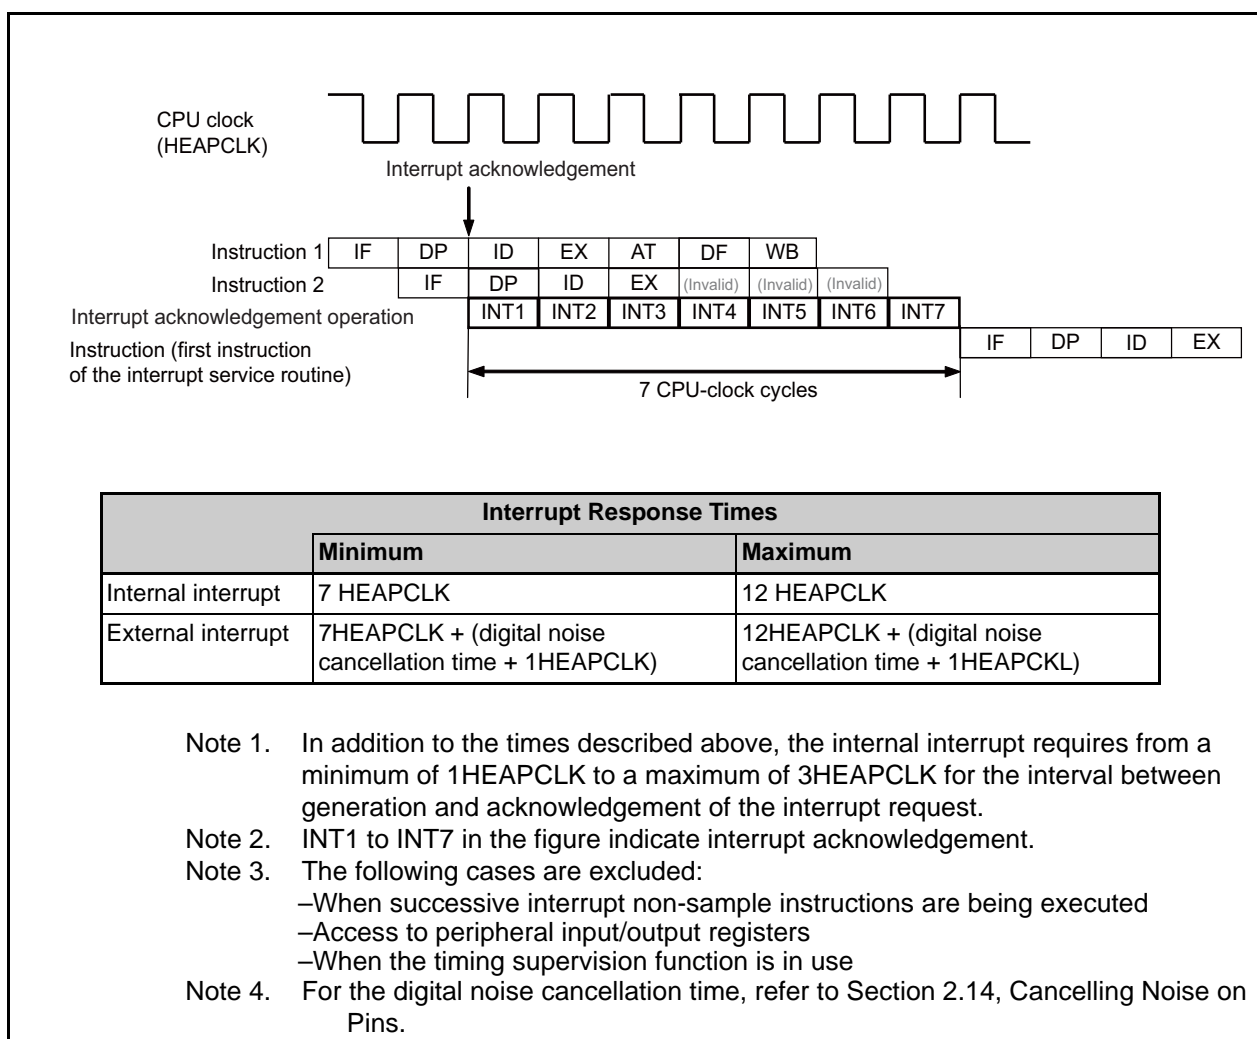 CPU clock
(HEAPCLK)
Interrupt acknowledgement
Instruction 1 IF DP ID EX AT DF WB
Instruction 2 IF DP ID EX (Invalid) (Invalid) (Invalid)
Interrupt acknowledgement operation INT1 INT2 INT3 INT4 INT5 INT6 INT7
Instruction (first instruction
of the interrupt service routine) IF DP ID EX
7 CPU-clock cycles
Interrupt Response Times
Minimum Maximum
Internal interrupt 7 HEAPCLK 12 HEAPCLK
External interrupt 7HEAPCLK + (digital noise 12HEAPCLK + (digital noise
cancellation time + 1HEAPCLK) cancellation time + 1HEAPCKL)
Note 1. In addition to the times described above, the internal interrupt requires from a
minimum of 1HEAPCLK to a maximum of 3HEAPCLK for the interval between
generation and acknowledgement of the interrupt request.
Note 2. INT1 to INT7 in the figure indicate interrupt acknowledgement.
Note 3. The following cases are excluded:
–When successive interrupt non-sample instructions are being executed
–Access to peripheral input/output registers
–When the timing supervision function is in use
Note 4. For the digital noise cancellation time, refer to Section 2.14, Cancelling Noise on
Pins.